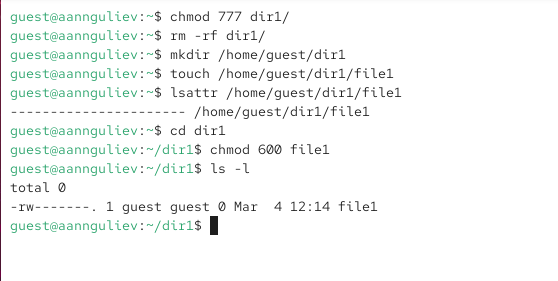 guest@aannguliev:~$ chmod 777 dir1/
guest@aannguliev:~$ rm -rf dir1/
guest@aannguliev:~$ mkdir /home/guest/dir1
guest@aannguliev:~$ touch /home/guest/dir1/file1
guest@aannguliev:~$ lsattr /home/guest/dir1/file1
---------------------- /home/guest/dir1/file1
guest@aannguliev:~$ cd dir1
guest@aannguliev:~/dir1$ chmod 600 file1
guest@aannguliev:~/dir1$ ls -l
total 0
-rw-------. 1 guest guest 0 Mar  4 12:14 file1
guest@aannguliev:~/dir1$